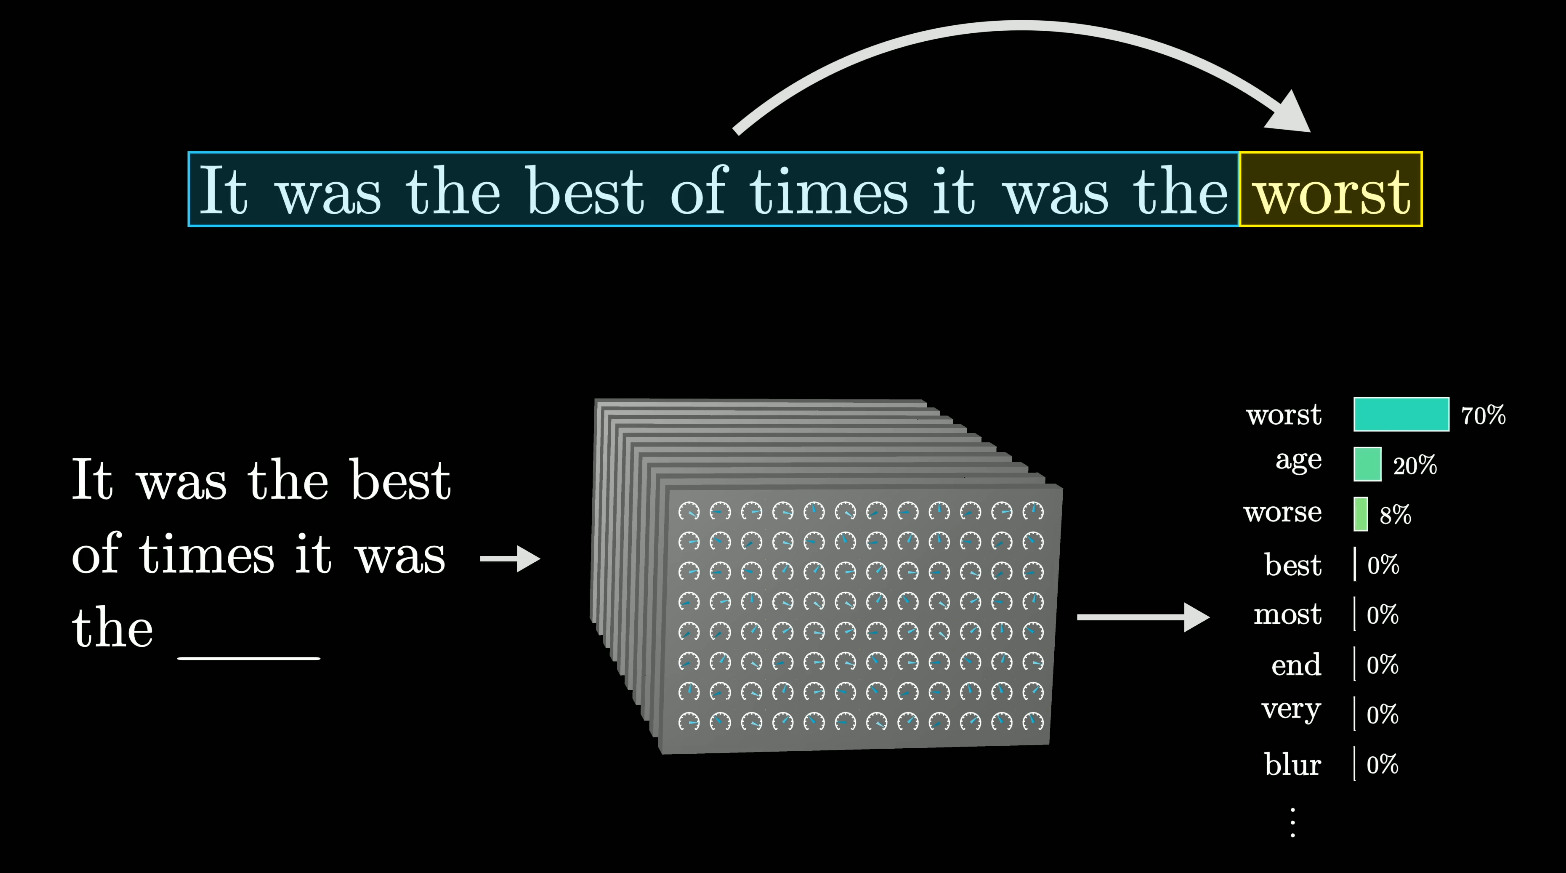 It was the best of times it was the worst
It was the best
of times it was
the
worst 70%
age 20%
worse 8%
best 0%
most 0%
end 0%
very 0%
blur 0%